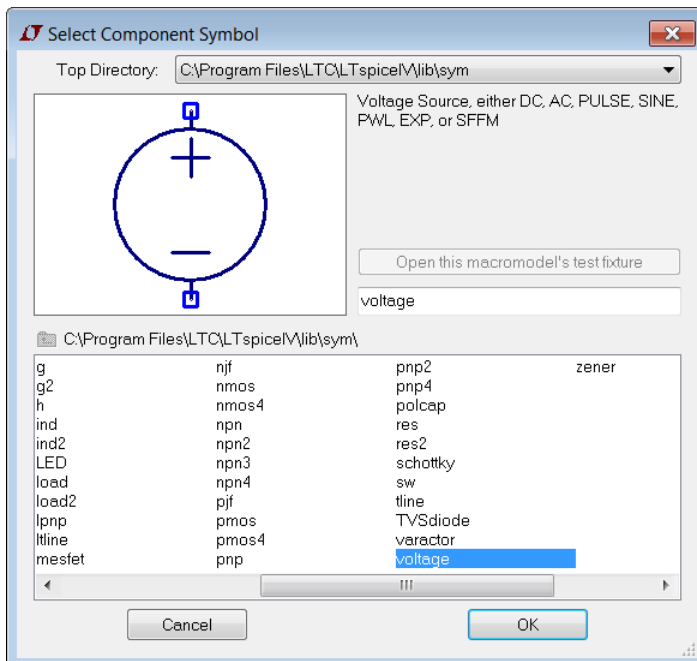 Select Component Symbol
Top Directory: C:\Program Files\LTC\LTspiceIV\lib\sym
Voltage Source, either DC, AC, PULSE, SINE,
PWL, EXP, or SFFM
Open this macromodel's test fixture
voltage
C:\Program Files\LTC\LTspiceIV\lib\sym\
g njf pnp2 zener
g2 nmos pnp4
h nmos4 polcap
ind npn res
ind2 npn2 res2
LED npn3 schottky
load npn4 sw
load2 pjf tline
lpnp pmos TVSdiode
ltline pmos4 varactor
mesfet pnp voltage
Cancel OK